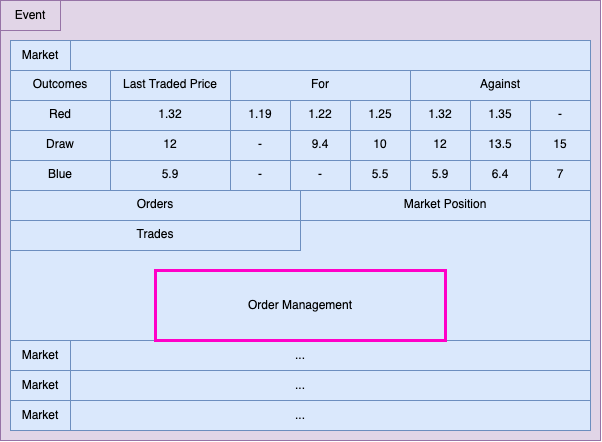 Event
Market
Outcomes Last Traded Price For Against
Red 1.32 1.19 1.22 1.25 1.32 1.35 -
Draw 12 - 9.4 10 12 13.5 15
Blue 5.9 - - 5.5 5.9 6.4 7
Orders Market Position
Trades
Order Management
Market ...
Market ...
Market ...